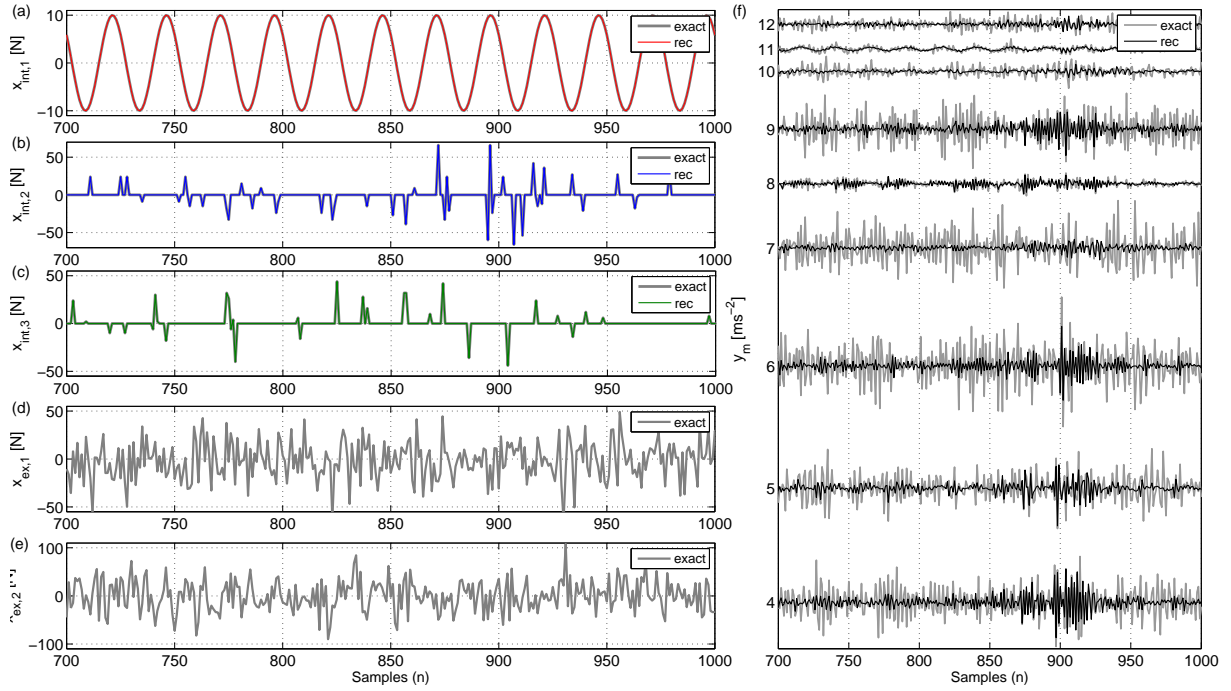 (a)
x_int,1 [N]
10
0
−10
exact
rec
700 750 800 850 900 950 1000
(b)
x_int,2 [N]
50
0
−50
exact
rec
700 750 800 850 900 950 1000
(c)
x_int,3 [N]
50
0
−50
exact
rec
700 750 800 850 900 950 1000
(d)
x_ex,1 [N]
50
0
−50
exact
700 750 800 850 900 950 1000
(e)
ex,2
100
0
−100
exact
700 750 800 850 900 950 1000
Samples (n)
(f)
y_m [ms⁻²]
12
11
10
9
8
7
6
5
4
exact
rec
700 750 800 850 900 950 1000
Samples (n)